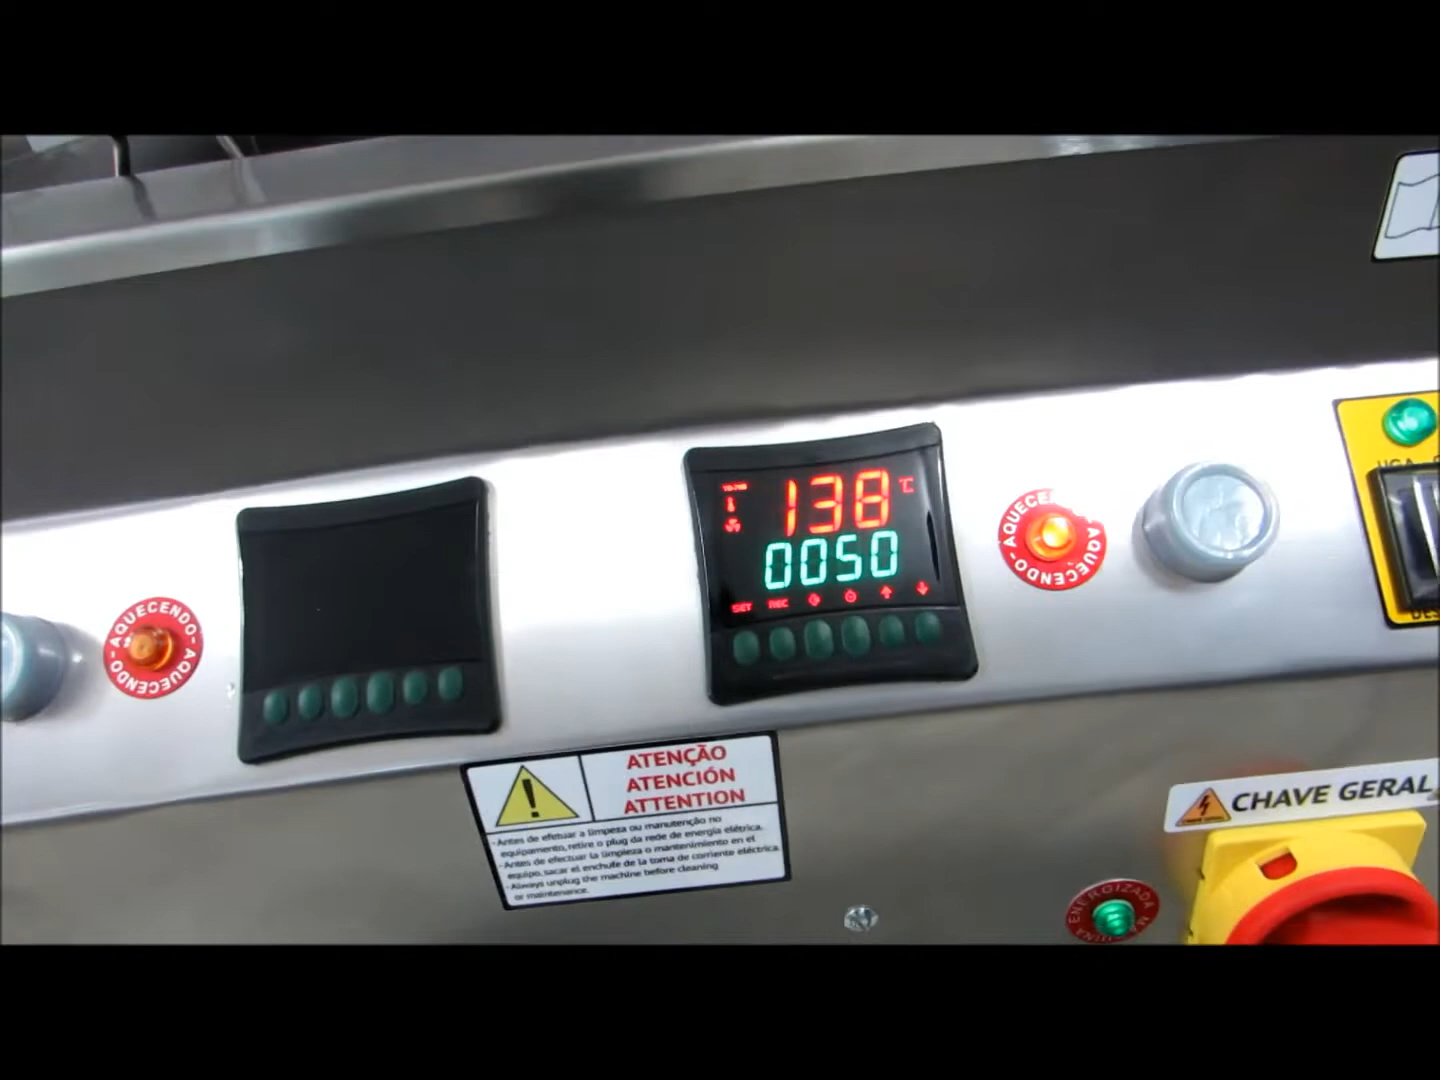 138 °C
0050
SET REC
AQUECENDO - AQUECENDO -
AQUECENDO - AQUECENDO -
ATENÇÃO
ATENCIÓN
ATTENTION
- Antes de efetuar a limpeza ou manutenção no
equipamento, retire o plug da rede de energia elétrica.
- Antes de efectuar la limpieza o mantenimiento en el
equipo, sacar el enchufe de la toma de corriente eléctrica.
- Always unplug the machine before cleaning
or maintenance.
CHAVE GERAL
ENERGIZADA